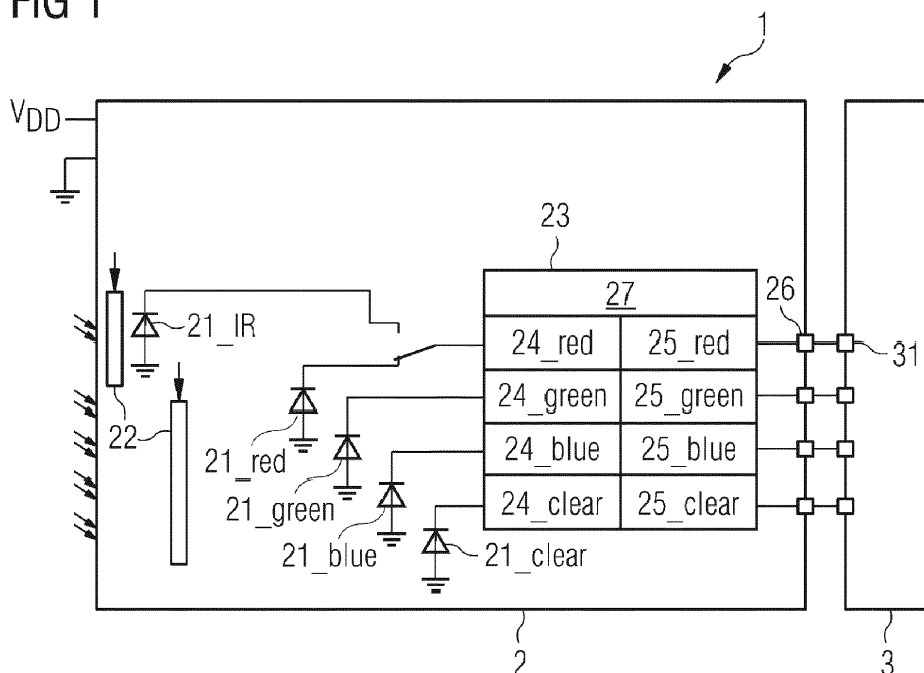 FIG 1
1
VDD
23
27
26
21_IR
24_red
25_red
31
24_green
25_green
22
21_red
24_blue
25_blue
21_green
24_clear
25_clear
21_blue
21_clear
2
3